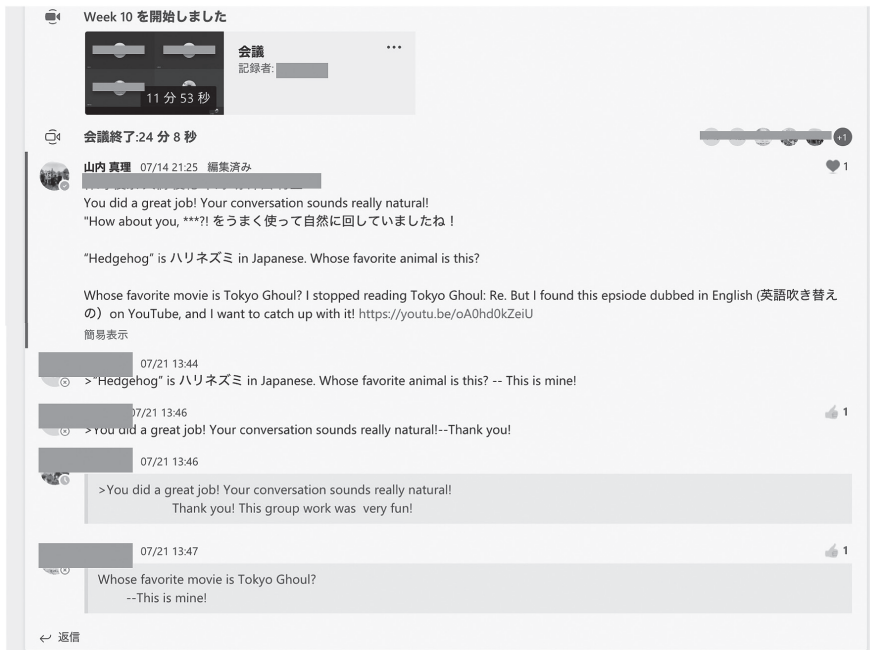 Week 10 を開始しました
会議
記録者:
11 分 53 秒
会議終了:24 分 8 秒
+1
山内 真理 07/14 21:25 編集済み
1
You did a great job! Your conversation sounds really natural!
"How about you, ***?! をうまく使って自然に回していましたね！
“Hedgehog” is ハリネズミ in Japanese. Whose favorite animal is this?
Whose favorite movie is Tokyo Ghoul? I stopped reading Tokyo Ghoul: Re. But I found this epsiode dubbed in English (英語吹き替え
の）on YouTube, and I want to catch up with it! https://youtu.be/oA0hd0kZeiU
簡易表示
07/21 13:44
>“Hedgehog” is ハリネズミ in Japanese. Whose favorite animal is this? -- This is mine!
07/21 13:46
1
>You did a great job! Your conversation sounds really natural!--Thank you!
07/21 13:46
>You did a great job! Your conversation sounds really natural!
Thank you! This group work was very fun!
07/21 13:47
1
Whose favorite movie is Tokyo Ghoul?
--This is mine!
返信